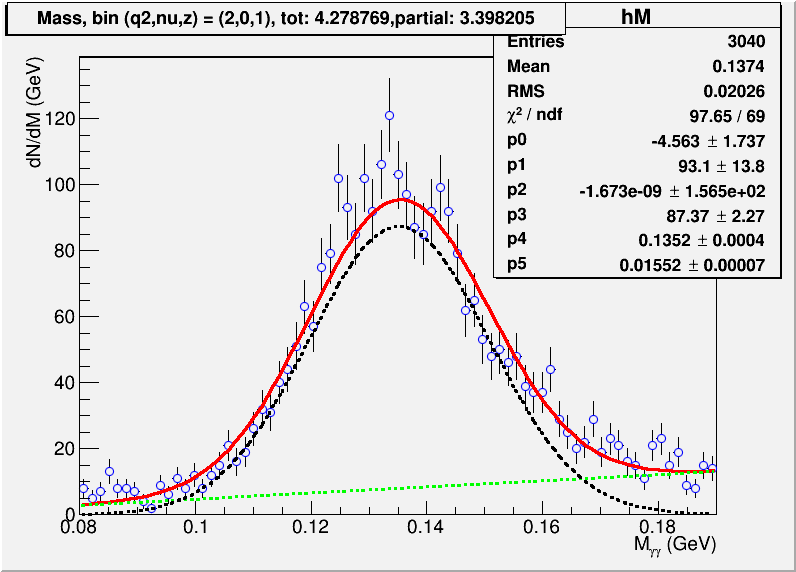 Mass, bin (q2,nu,z) = (2,0,1), tot: 4.278769,partial: 3.398205
hM
Entries 3040
Mean 0.1374
RMS 0.02026
χ² / ndf 97.65 / 69
p0 -4.563 ± 1.737
p1 93.1 ± 13.8
p2 -1.673e-09 ± 1.565e+02
p3 87.37 ± 2.27
p4 0.1352 ± 0.0004
p5 0.01552 ± 0.00007
dN/dM (GeV)
120
100
80
60
40
20
0
0.08 0.1 0.12 0.14 0.16 0.18
Mγγ (GeV)